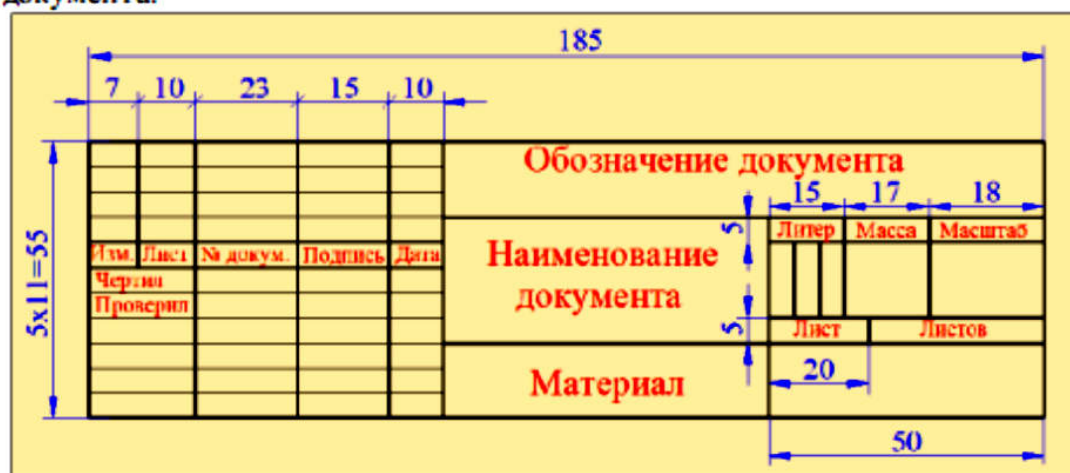 документа.
185
7 10 23 15 10
Обозначение документа
15 17 18
5 Литер Масса Масштаб
5x11=55
Изм. Лист № докум. Подпись Дата
Наименование
документа
Чертил
Проверил
5 Лист Листов
Материал
20
50